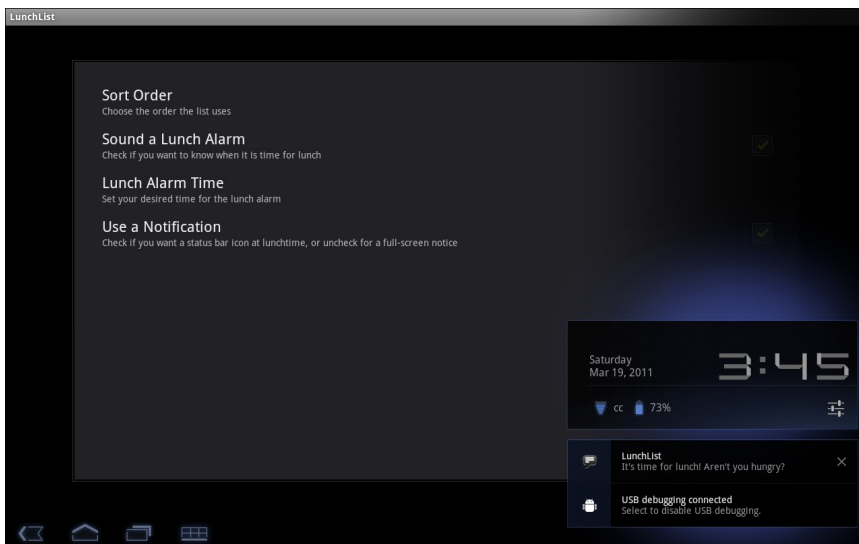 LunchList
Sort Order
Choose the order the list uses
Sound a Lunch Alarm
Check if you want to know when it is time for lunch
Lunch Alarm Time
Set your desired time for the lunch alarm
Use a Notification
Check if you want a status bar icon at lunchtime, or uncheck for a full-screen notice
Saturday
Mar 19, 2011
3:45
cc 73%
LunchList
It's time for lunch! Aren't you hungry?
USB debugging connected
Select to disable USB debugging.